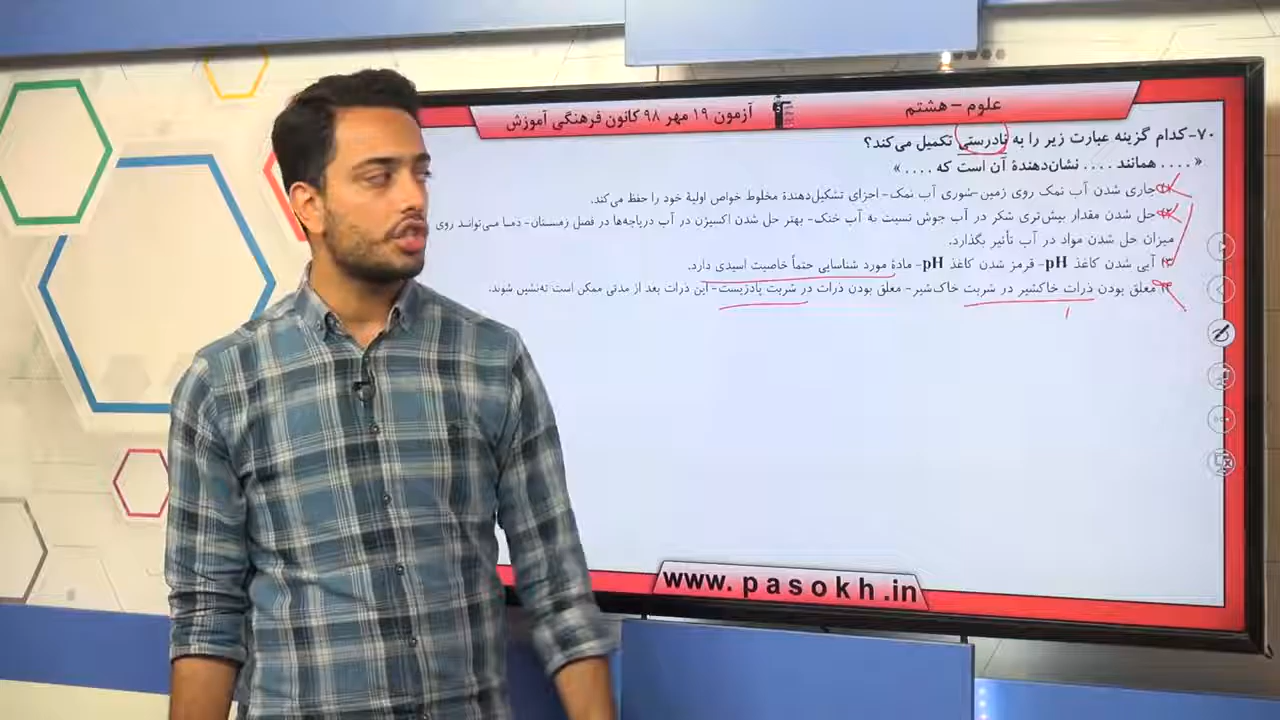 علوم - هشتم
آزمون ۱۹ مهر ۹۸ کانون فرهنگی آموزش
۷۰- کدام گزینه عبارت زیر را به نادرستی تکمیل می‌کند؟
« .... همانند .... نشان‌دهندهٔ آن است که .... »
۱) جاری شدن آب نمک روی زمین- شوری آب نمک- اجزای تشکیل‌دهندهٔ مخلوط خواص اولیهٔ خود را حفظ می‌کند.
۲) حل شدن مقدار بیش‌تری شکر در آب جوش نسبت به آب خنک- بهتر حل شدن اکسیژن در آب دریاچه‌ها در فصل زمستان- دما می‌تواند روی
میزان حل شدن مواد در آب تأثیر بگذارد.
۳) آبی شدن کاغذ pH- قرمز شدن کاغذ pH- مادهٔ مورد شناسایی حتماً خاصیت اسیدی دارد.
۴) معلق بودن ذرات خاکشیر در شربت خاک‌شیر- معلق بودن ذرات در شربت پادزیست- این ذرات بعد از مدتی ممکن است ته‌نشین شوند.
www.pasokh.in